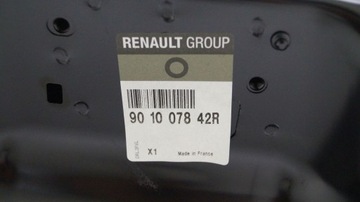 RENAULT GROUP
90 10 078 42R
X1
Made in France